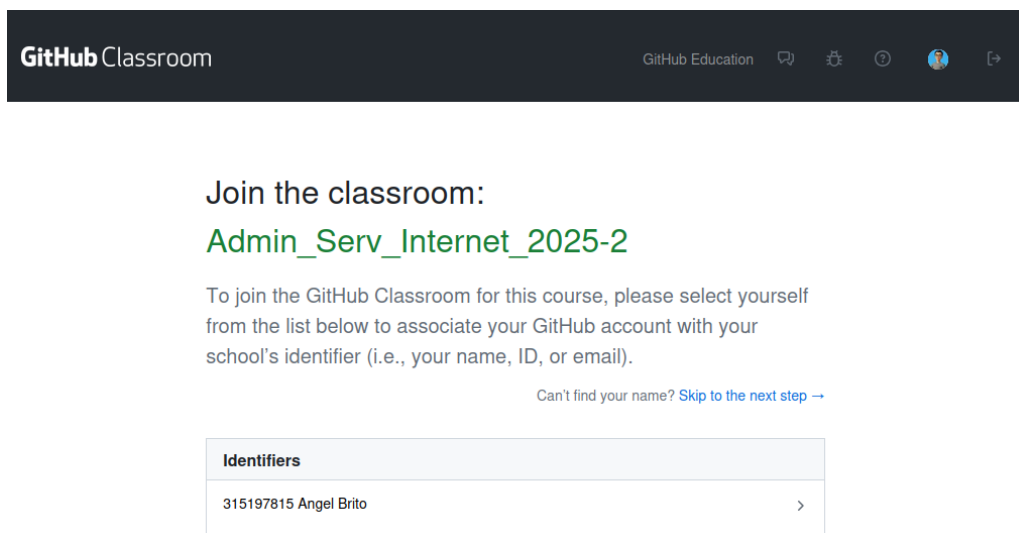 GitHub Classroom
GitHub Education
Join the classroom:
Admin_Serv_Internet_2025-2
To join the GitHub Classroom for this course, please select yourself
from the list below to associate your GitHub account with your
school's identifier (i.e., your name, ID, or email).
Can't find your name? Skip to the next step →
Identifiers
315197815 Angel Brito